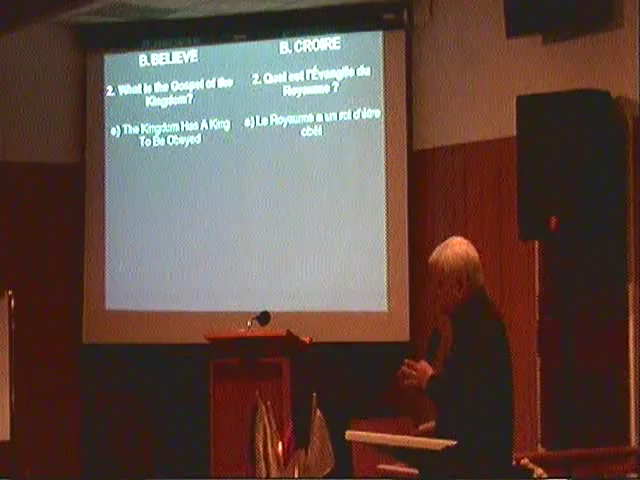 B. BELIEVE
2. What is the Gospel of the
Kingdom?
e) The Kingdom Has A King
To Be Obeyed
B. CROIRE
2. Quel est l'Évangile du
Royaume ?
e) Le Royaume a un roi d'être
obéi